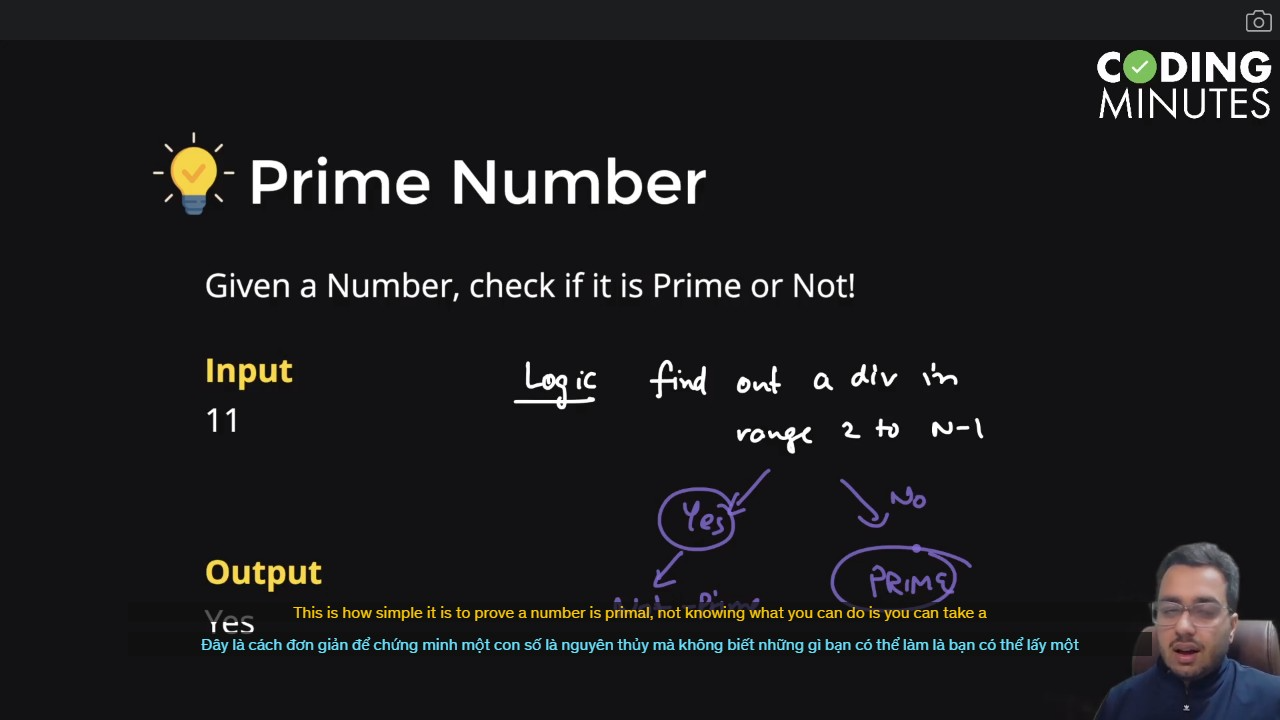 CODING
MINUTES
Prime Number
Given a Number, check if it is Prime or Not!
Input
11
Logic find out a div in
range 2 to N-1
Yes
No
PRIME
Not-Prime
Output
Yes
This is how simple it is to prove a number is primal, not knowing what you can do is you can take a
Đây là cách đơn giản để chứng minh một con số là nguyên thủy mà không biết những gì bạn có thể làm là bạn có thể lấy một